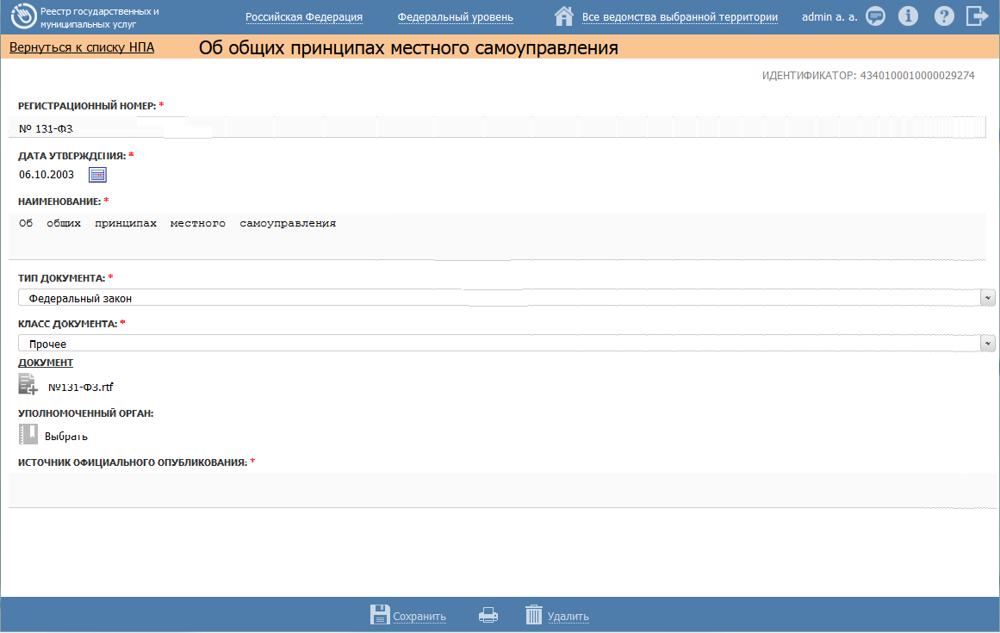 Реестр государственных и
муниципальных услуг
Российская Федерация
Федеральный уровень
Все ведомства выбранной территории
admin а. а.
Вернуться к списку НПА
Об общих принципах местного самоуправления
ИДЕНТИФИКАТОР: 4340100010000029274
РЕГИСТРАЦИОННЫЙ НОМЕР: *
№ 131-ФЗ
ДАТА УТВЕРЖДЕНИЯ: *
06.10.2003
НАИМЕНОВАНИЕ: *
Об общих принципах местного самоуправления
ТИП ДОКУМЕНТА: *
Федеральный закон
КЛАСС ДОКУМЕНТА: *
Прочее
ДОКУМЕНТ
№131-ФЗ.rtf
УПОЛНОМОЧЕННЫЙ ОРГАН:
Выбрать
ИСТОЧНИК ОФИЦИАЛЬНОГО ОПУБЛИКОВАНИЯ: *
Сохранить
Удалить